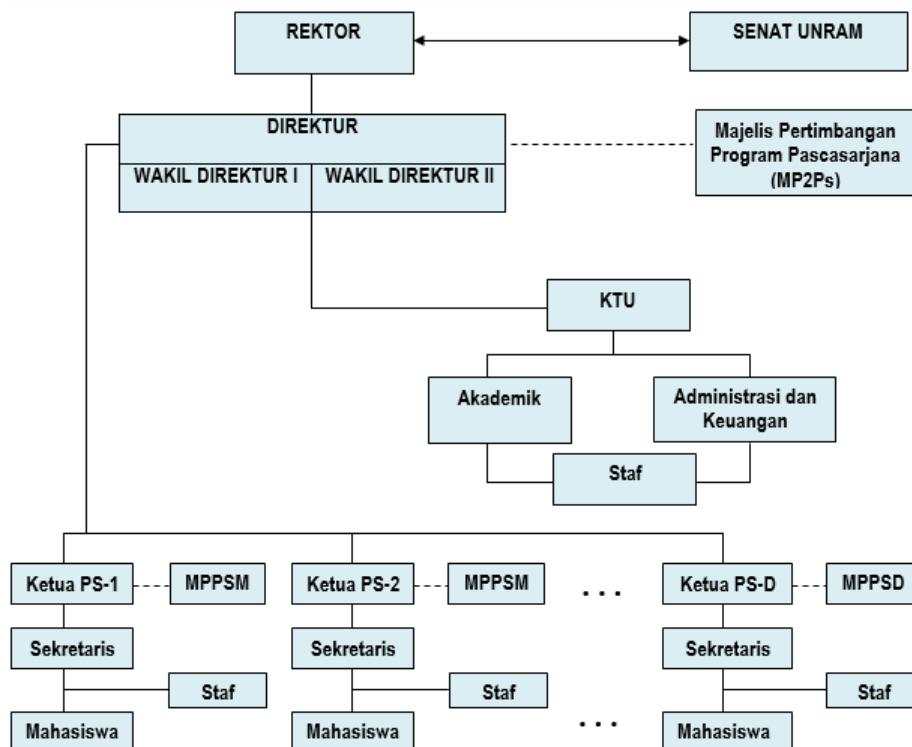 REKTOR
SENAT UNRAM
DIREKTUR
WAKIL DIREKTUR I
WAKIL DIREKTUR II
Majelis Pertimbangan
Program Pascasarjana
(MP2Ps)
KTU
Akademik
Administrasi dan
Keuangan
Staf
Ketua PS-1
MPPSM
Ketua PS-2
MPPSM
. . .
Ketua PS-D
MPPSD
Sekretaris
Sekretaris
Sekretaris
Staf
Staf
Staf
Mahasiswa
Mahasiswa
. . .
Mahasiswa